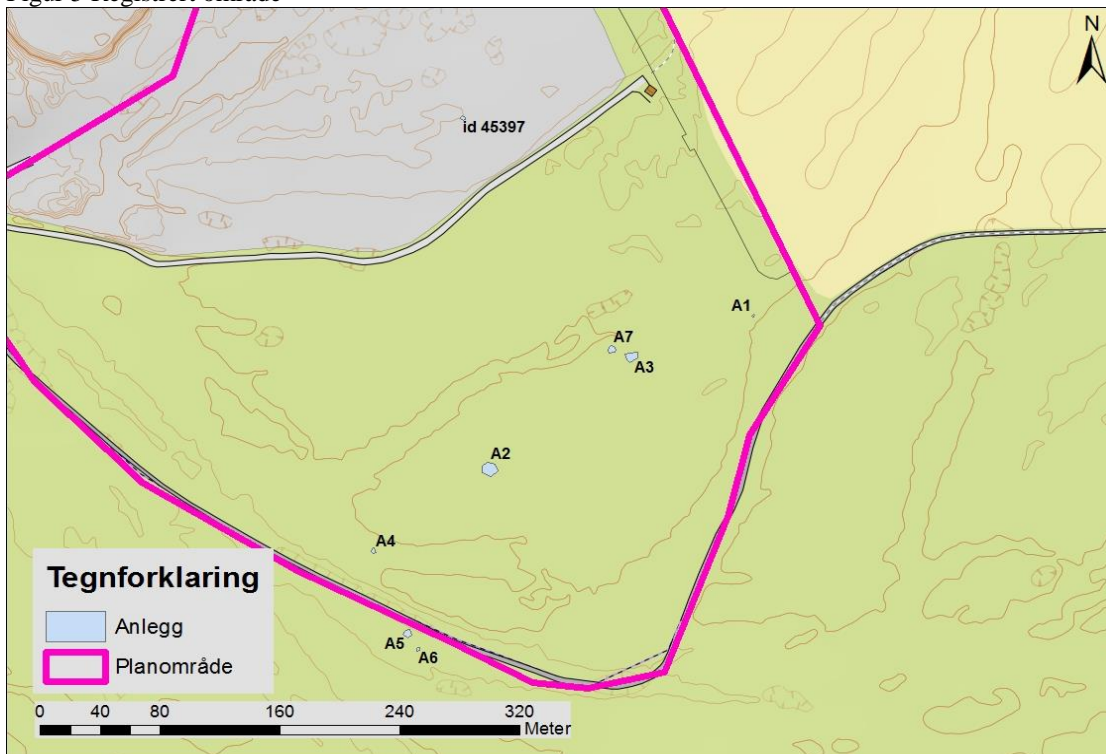 Figur 3 Registrert område
N
id 45397
A1
A7
A3
A2
A4
A5
A6
Tegnforklaring
Anlegg
Planområde
0 40 80 160 240 320
Meter